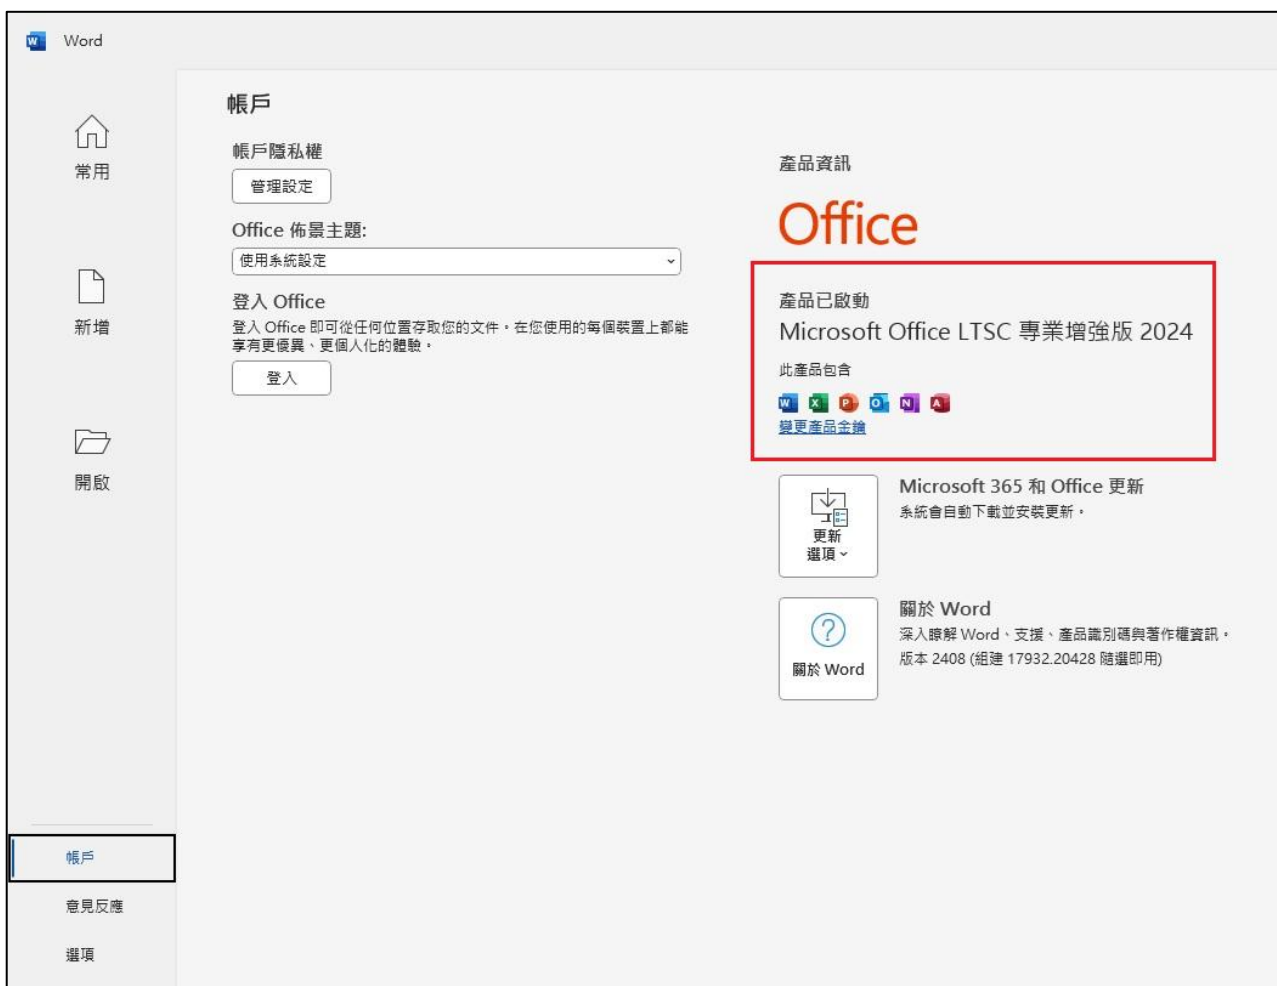 Word
常用
新增
開啟
帳戶
意見反應
選項
帳戶
帳戶隱私權
管理設定
Office 佈景主題:
使用系統設定
登入 Office
登入 Office 即可從任何位置存取您的文件。在您使用的每個裝置上都能
享有更優異、更個人化的體驗。
登入
產品資訊
Office
產品已啟動
Microsoft Office LTSC 專業增強版 2024
此產品包含
變更產品金鑰
更新
選項
Microsoft 365 和 Office 更新
系統會自動下載並安裝更新。
關於 Word
關於 Word
深入瞭解 Word、支援、產品識別碼與著作權資訊。
版本 2408 (組建 17932.20428 隨選即用)